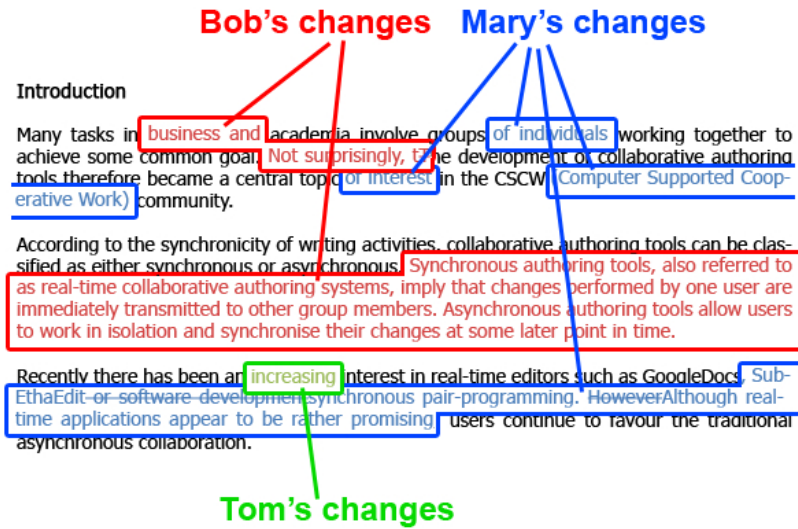 Bob's changes Mary's changes
Introduction
Many tasks in business and academia involve groups of individuals working together to
achieve some common goal. Not surprisingly, tThe development of collaborative authoring
tools therefore became a central topic of interest in the CSCW (Computer Supported Coop-
erative Work) community.
According to the synchronicity of writing activities, collaborative authoring tools can be clas-
sified as either synchronous or asynchronous. Synchronous authoring tools, also referred to
as real-time collaborative authoring systems, imply that changes performed by one user are
immediately transmitted to other group members. Asynchronous authoring tools allow users
to work in isolation and synchronise their changes at some later point in time.
Recently there has been an increasing interest in real-time editors such as GoogleDocs, Sub-
EthaEdit or software development synchronous pair-programming. HoweverAlthough real-
time applications appear to be rather promising users continue to favour the traditional
asynchronous collaboration.
Tom's changes